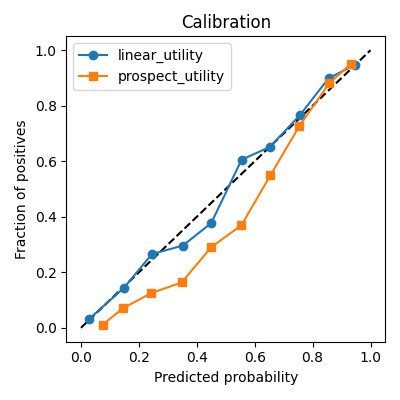 Calibration
linear_utility
prospect_utility
Fraction of positives
1.0
0.8
0.6
0.4
0.2
0.0
0.0 0.2 0.4 0.6 0.8 1.0
Predicted probability